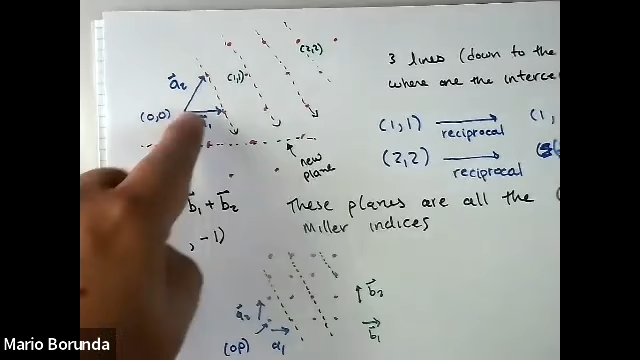 (2,2)
(1,1)
a₂
(0,0)
3 lines (down to the
where are the
(1,1) reciprocal (1,
(2,2) reciprocal
new plane
b₁ + b₂
, -1)
These planes are all the (
Miller indices
a₂
b₂
b₁
a₁
Mario Borunda